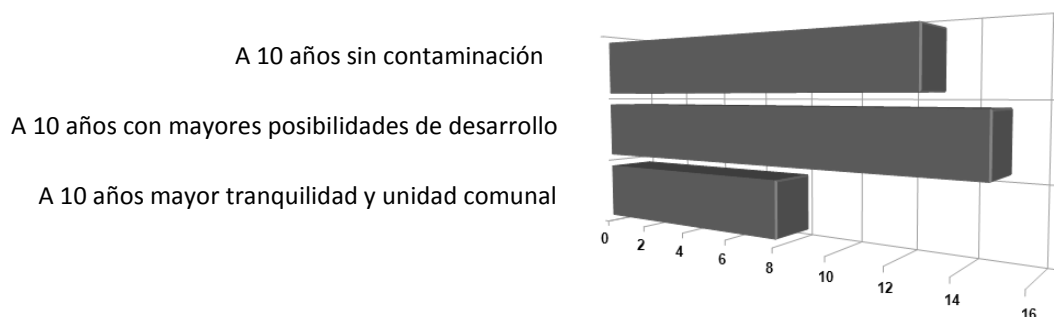 A 10 años sin contaminación
A 10 años con mayores posibilidades de desarrollo
A 10 años mayor tranquilidad y unidad comunal
0 2 4 6 8 10 12 14 16